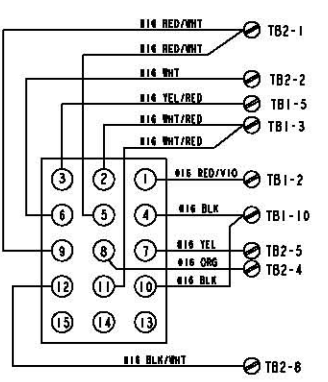 #16 RED/WHT
TB2-1
#16 RED/WHT
#16 WHT
TB2-2
#16 YEL/RED
TB1-5
#16 WHT/RED
TB1-3
#16 WHT/RED
3 2 1
#16 RED/VIO
TB1-2
6 5 4
#16 BLK
TB1-10
9 8 7
#16 YEL
TB2-5
#16 ORG
TB2-4
12 11 10
#16 BLK
15 14 13
#16 BLK/WHT
TB2-8